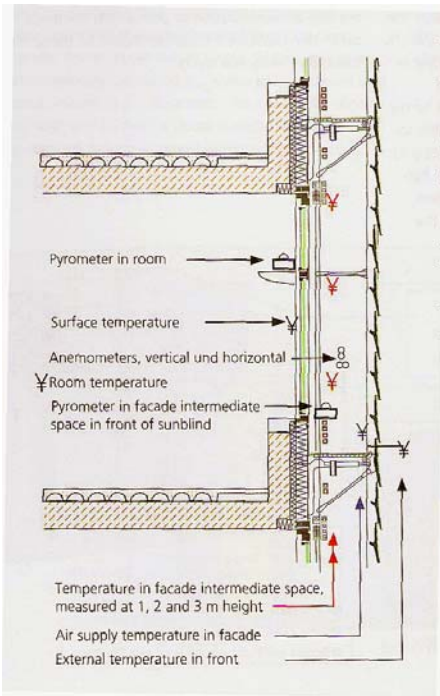 Pyrometer in room
Surface temperature
Anemometers, vertical und horizontal
Room temperature
Pyrometer in facade intermediate
space in front of sunblind
Temperature in facade intermediate space,
measured at 1, 2 and 3 m height
Air supply temperature in facade
External temperature in front